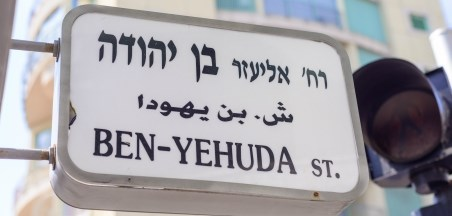 רח' אליעזר בן יהודה
ش. بن يهودا
BEN-YEHUDA ST.